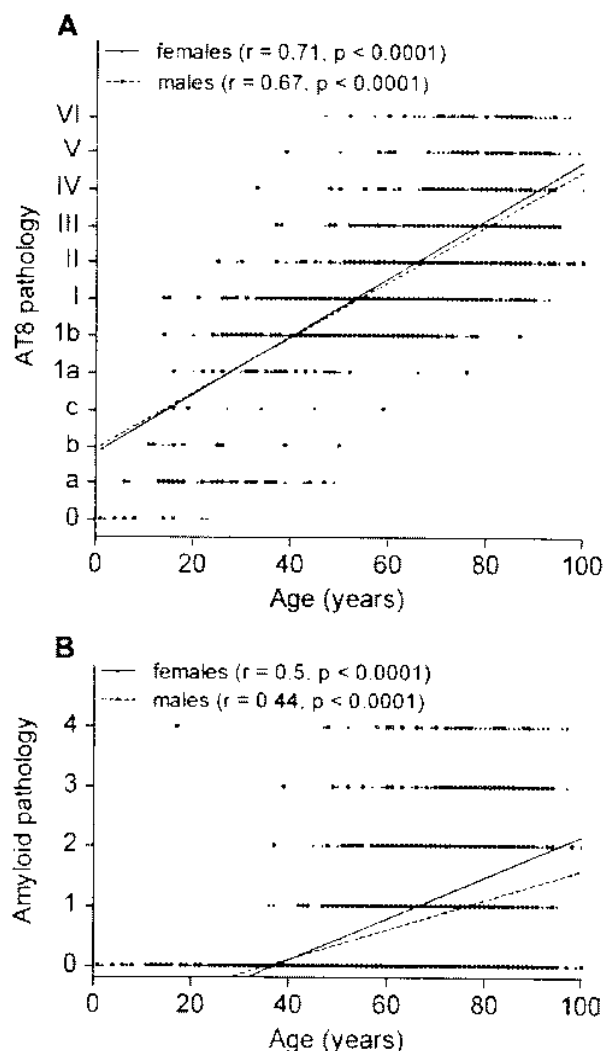 A
females (r = 0.71, p < 0.0001)
males (r = 0.67, p < 0.0001)
AT8 pathology
VI
V
IV
III
II
I
1b
1a
c
b
a
0
0 20 40 60 80 100
Age (years)
B
females (r = 0.5, p < 0.0001)
males (r = 0.44, p < 0.0001)
Amyloid pathology
4
3
2
1
0
0 20 40 60 80 100
Age (years)